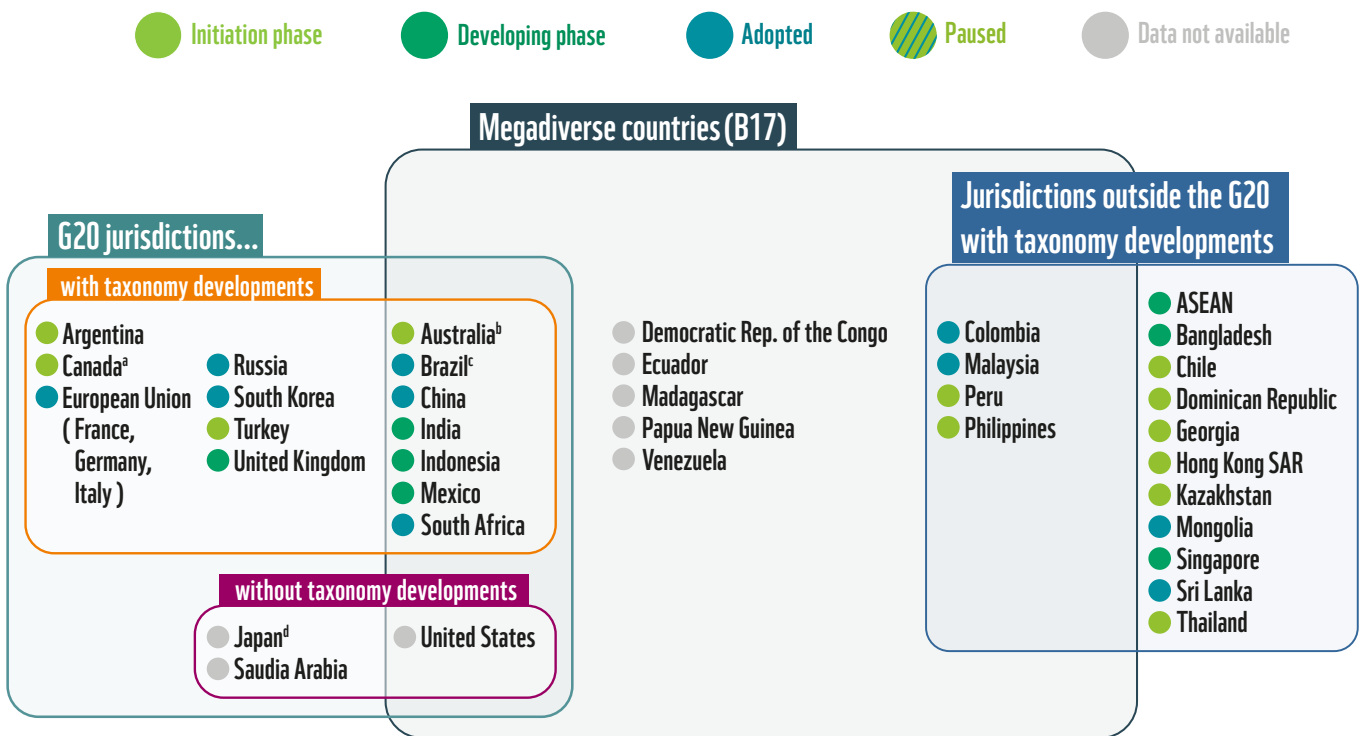 Initiation phase
Developing phase
Adopted
Paused
Data not available
Megadiverse countries (B17)
G20 jurisdictions...
with taxonomy developments
Argentina
Canadaᵃ
European Union
( France,
Germany,
Italy )
Russia
South Korea
Turkey
United Kingdom
Australiaᵇ
Brazilᶜ
China
India
Indonesia
Mexico
South Africa
without taxonomy developments
Japanᵈ
Saudia Arabia
United States
Democratic Rep. of the Congo
Ecuador
Madagascar
Papua New Guinea
Venezuela
Jurisdictions outside the G20
with taxonomy developments
Colombia
Malaysia
Peru
Philippines
ASEAN
Bangladesh
Chile
Dominican Republic
Georgia
Hong Kong SAR
Kazakhstan
Mongolia
Singapore
Sri Lanka
Thailand